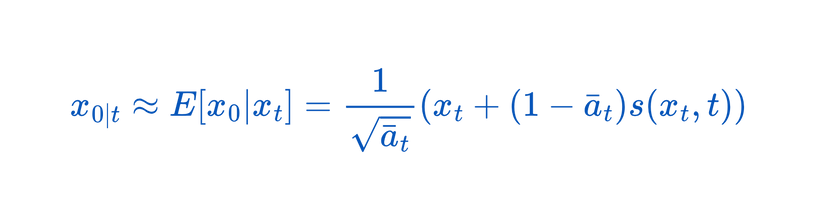 x_{0|t} ≈ E[x_0|x_t] = \frac{1}{\sqrt{\bar{a}_t}}(x_t + (1 − \bar{a}_t)s(x_t, t))